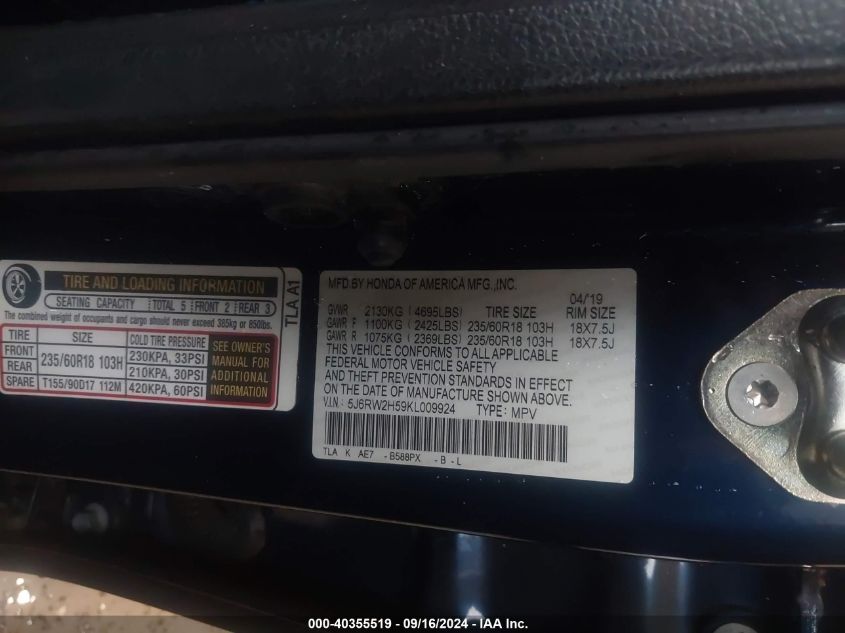 TIRE AND LOADING INFORMATION
SEATING CAPACITY TOTAL 5 FRONT 2 REAR 3
The combined weight of occupants and cargo should never exceed 385kg or 850lbs.
TIRE SIZE COLD TIRE PRESSURE
FRONT 235/60R18 103H 230KPA, 33PSI
REAR 210KPA, 30PSI
SPARE T155/90D17 112M 420KPA, 60PSI
SEE OWNER'S
MANUAL FOR
ADDITIONAL
INFORMATION
TLA A1
MFD BY HONDA OF AMERICA MFG.,INC.
04/19
GVWR 2130KG (4695LBS) TIRE SIZE RIM SIZE
GAWR F 1100KG (2425LBS) 235/60R18 103H 18X7.5J
GAWR R 1075KG (2369LBS) 235/60R18 103H 18X7.5J
THIS VEHICLE CONFORMS TO ALL APPLICABLE
FEDERAL MOTOR VEHICLE SAFETY
AND THEFT PREVENTION STANDARDS IN EFFECT
ON THE DATE OF MANUFACTURE SHOWN ABOVE.
V.I.N.: 5J6RW2H59KL009924 TYPE: MPV
TLA K AE7 -B588PX -B-L
000-40355519 - 09/16/2024 - IAA Inc.